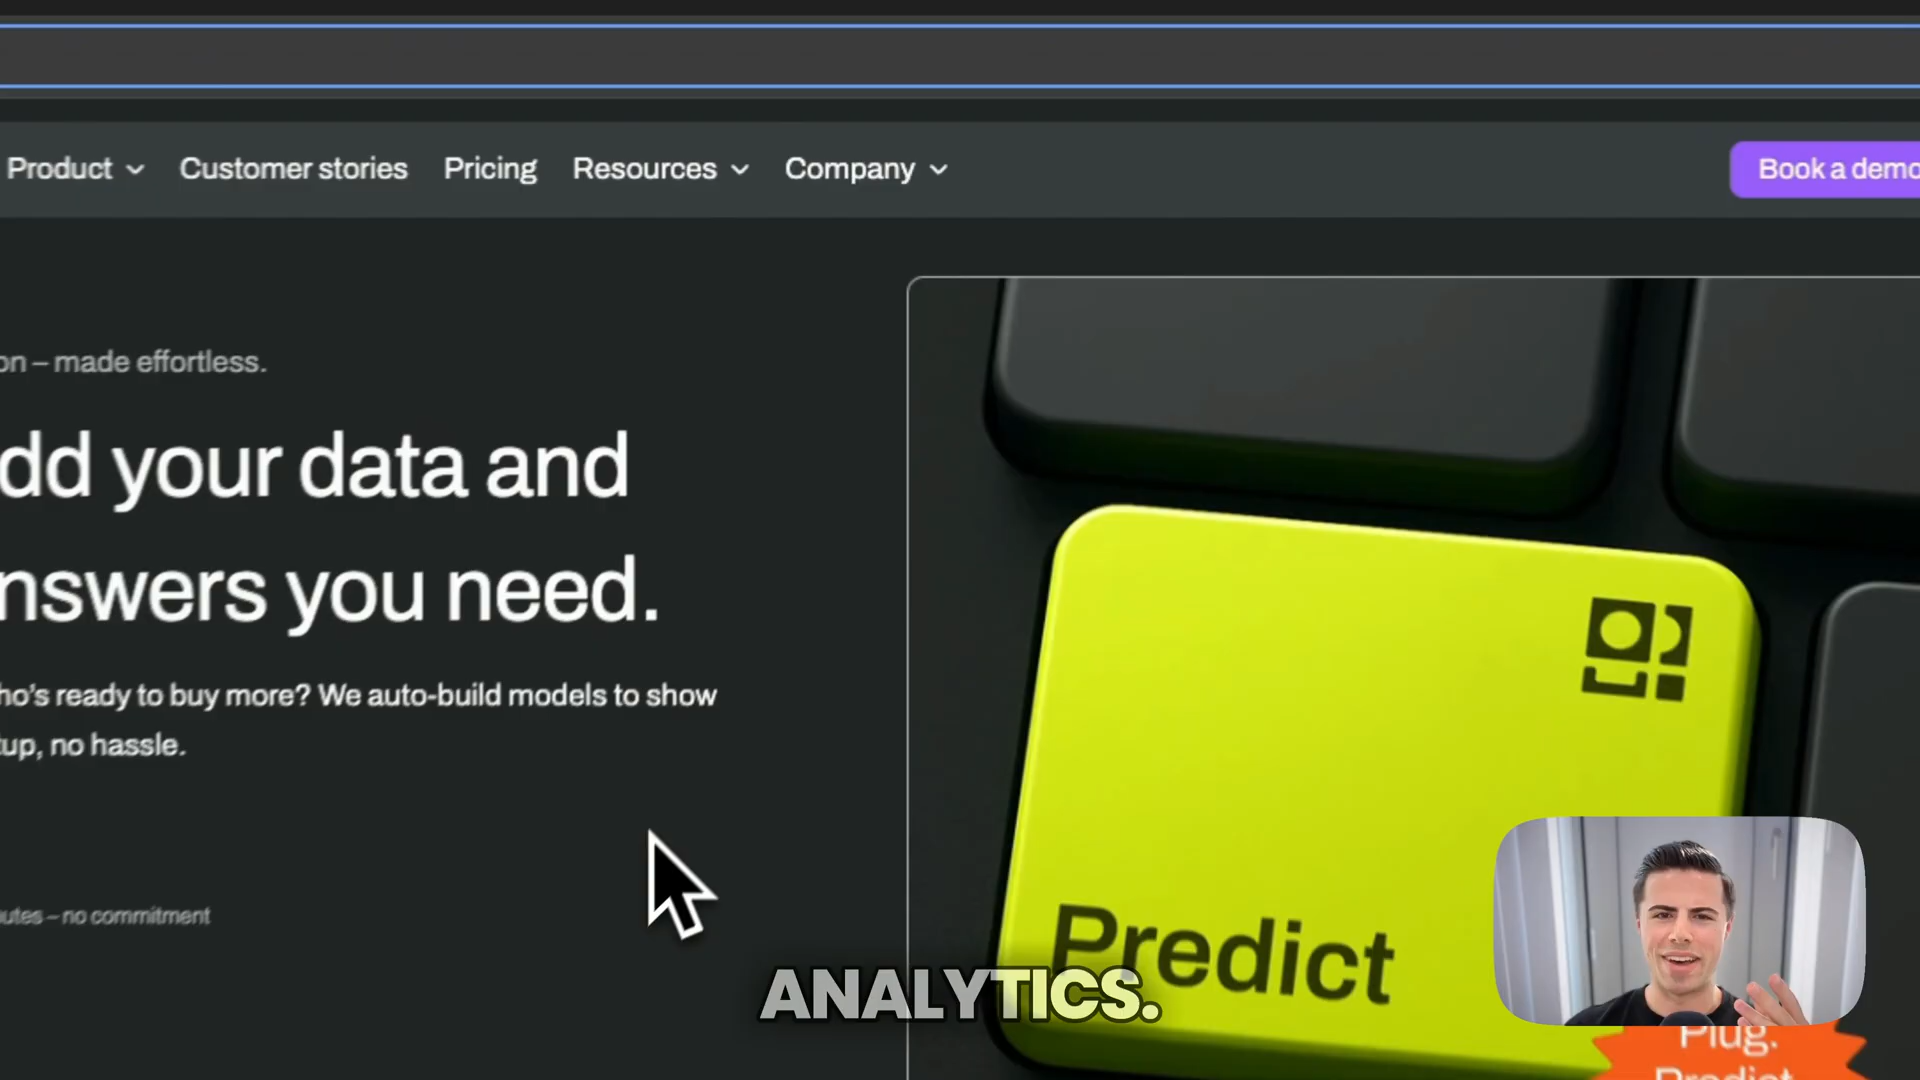 Product Customer stories Pricing Resources Company Book a demo
on – made effortless.
dd your data and
nswers you need.
ho's ready to buy more? We auto-build models to show
tup, no hassle.
utes – no commitment
Predict
ANALYTICS.
Plug.
Predict